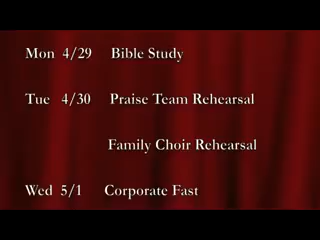 Mon 4/29 Bible Study
Tue 4/30 Praise Team Rehearsal
Family Choir Rehearsal
Wed 5/1 Corporate Fast